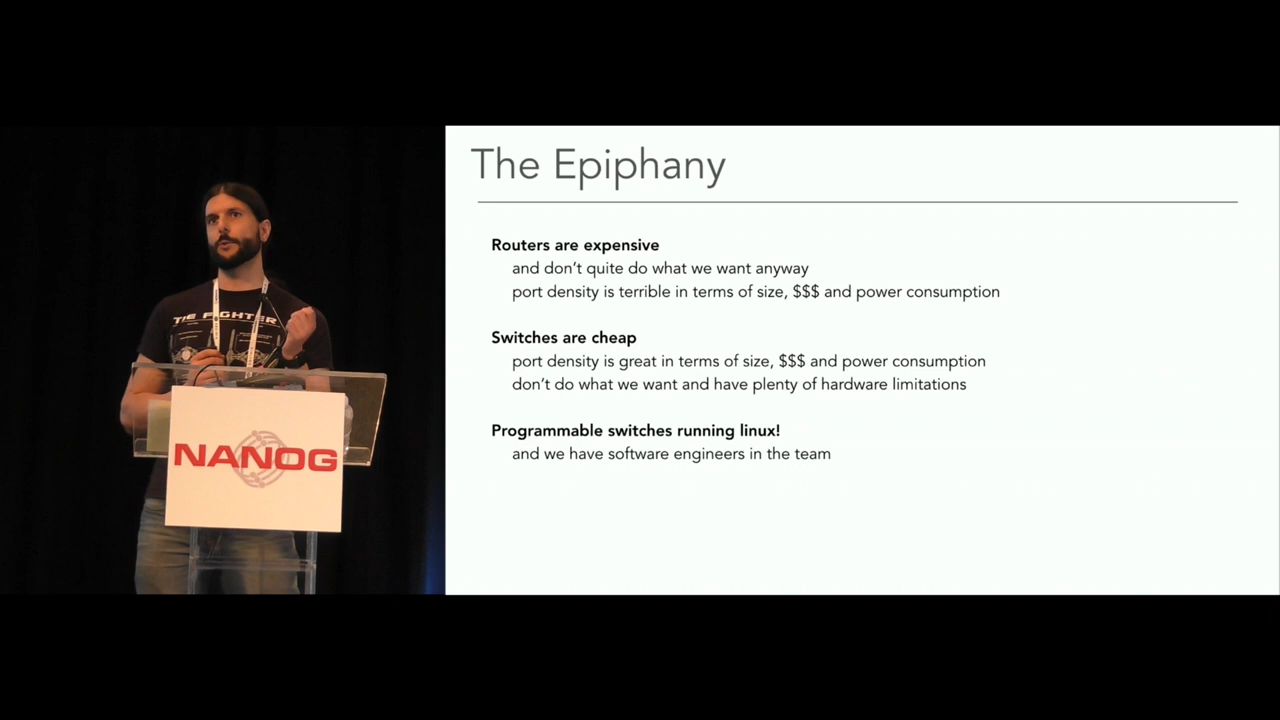 The Epiphany
Routers are expensive
and don't quite do what we want anyway
port density is terrible in terms of size, $$$ and power consumption
Switches are cheap
port density is great in terms of size, $$$ and power consumption
don't do what we want and have plenty of hardware limitations
Programmable switches running linux!
and we have software engineers in the team
TIE FIGHTER
NANOG